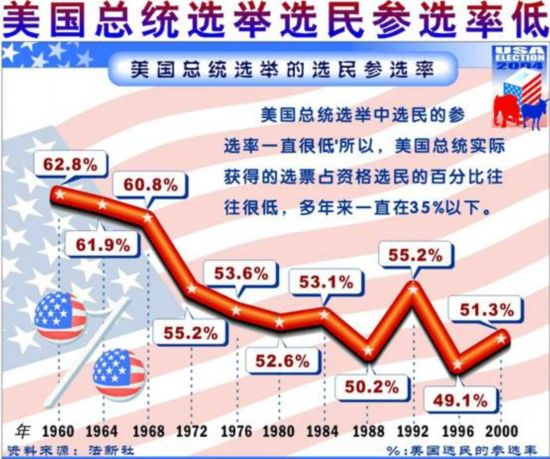 美国总统选举选民参选率低
USA
ELECTION
2004
美国总统选举的选民参选率
美国总统选举中选民的参
选率一直很低'所以，美国总统实际
获得的选票占资格选民的百分比往
往很低，多年来一直在35%以下。
62.8%
61.9%
60.8%
55.2%
53.6%
52.6%
53.1%
50.2%
55.2%
49.1%
51.3%
%
年 1960 1964 1968 1972 1976 1980 1984 1988 1992 1996 2000
资料来源：法新社
%:美国选民的参选率